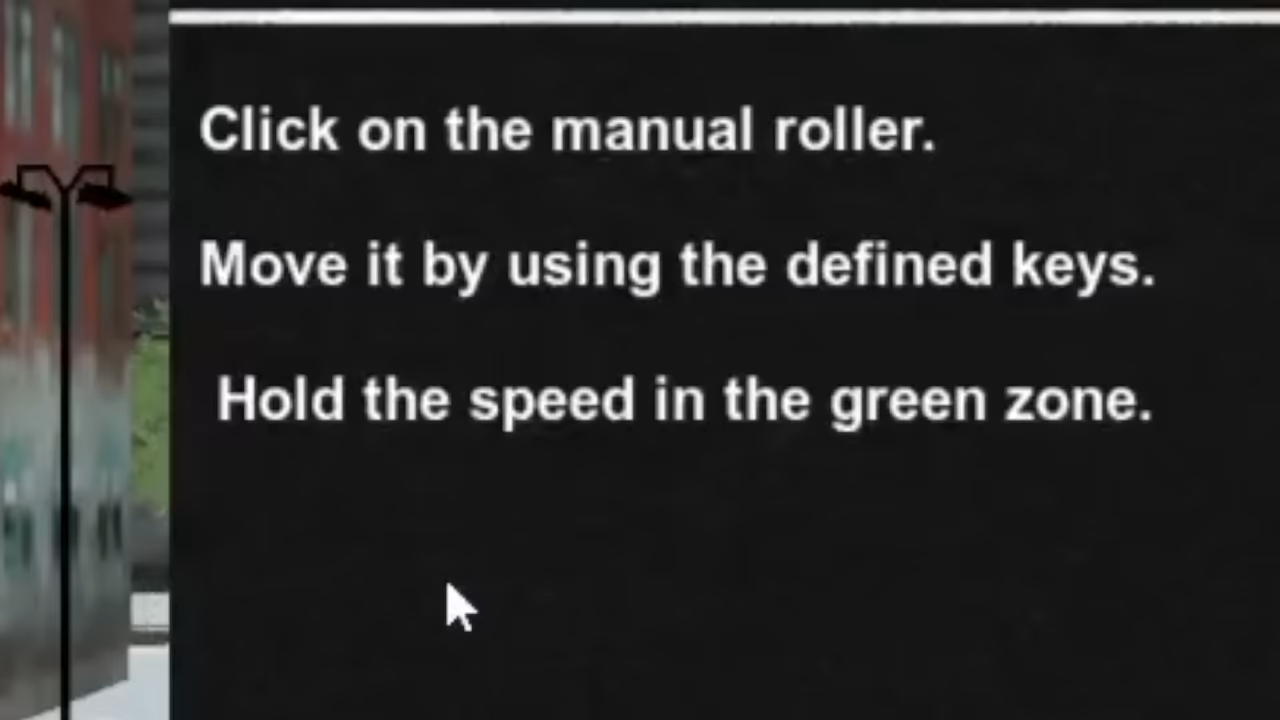 Click on the manual roller.
Move it by using the defined keys.
Hold the speed in the green zone.